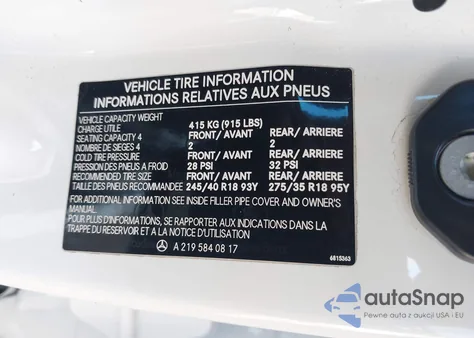 VEHICLE TIRE INFORMATION
INFORMATIONS RELATIVES AUX PNEUS
VEHICLE CAPACITY WEIGHT
CHARGE UTILE 415 KG (915 LBS)
SEATING CAPACITY 4 FRONT/ AVANT REAR/ ARRIERE
NOMBRE DE SIEGES 4 2 2
COLD TIRE PRESSURE FRONT/ AVANT REAR/ ARRIERE
PRESSION DES PNEUS A FROID 28 PSI 32 PSI
RECOMMENDED TIRE SIZE FRONT/ AVANT REAR/ ARRIERE
TAILLE DES PNEUS RECOMMANDEE 245/40 R18 93Y 275/35 R18 95Y
FOR ADDITIONAL INFORMATION SEE INSIDE FILLER PIPE COVER AND OWNER'S
MANUAL.
POUR PLUS D'INFORMATIONS, SE RAPPORTER AUX INDICATIONS DANS LA
TRAPPE DU RESERVOIR ET A LA NOTICE D'UTILISATION
A 219 584 08 17
6815363
autoSnap
Pewne auta z aukcji USA i EU